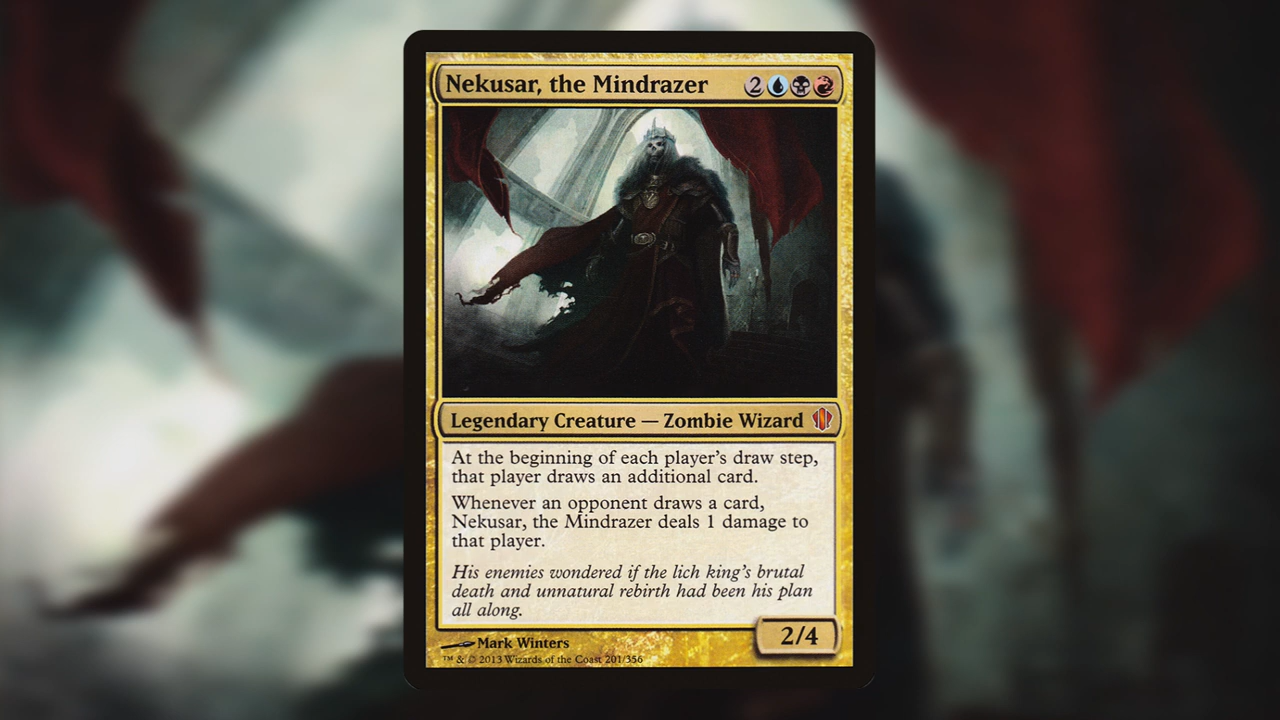 Nekusar, the Mindrazer 2
Legendary Creature — Zombie Wizard
At the beginning of each player's draw step,
that player draws an additional card.
Whenever an opponent draws a card,
Nekusar, the Mindrazer deals 1 damage to
that player.
His enemies wondered if the lich king's brutal
death and unnatural rebirth had been his plan
all along.
2/4
Mark Winters
™ & © 2013 Wizards of the Coast 201/356